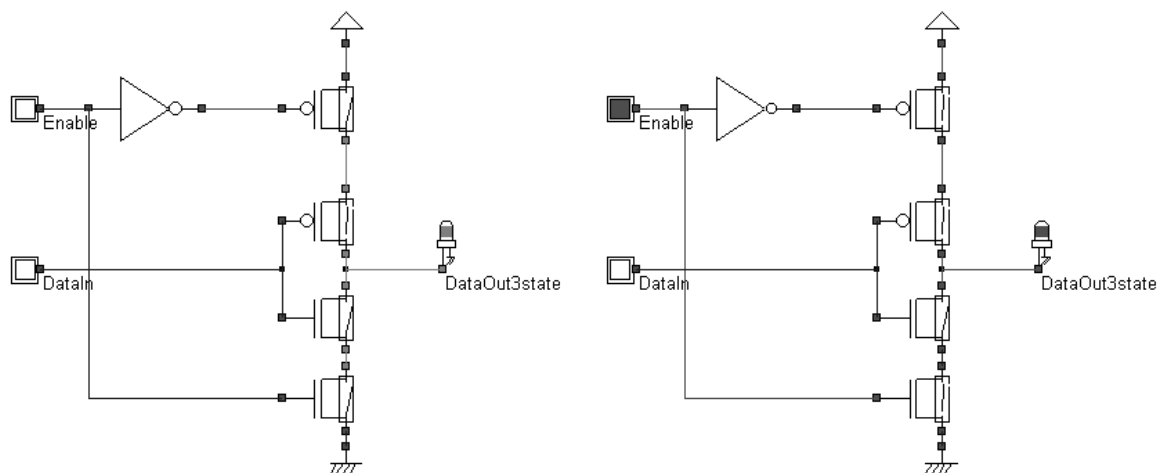 Enable
Enable
DataIn
DataOut3state
DataIn
DataOut3state